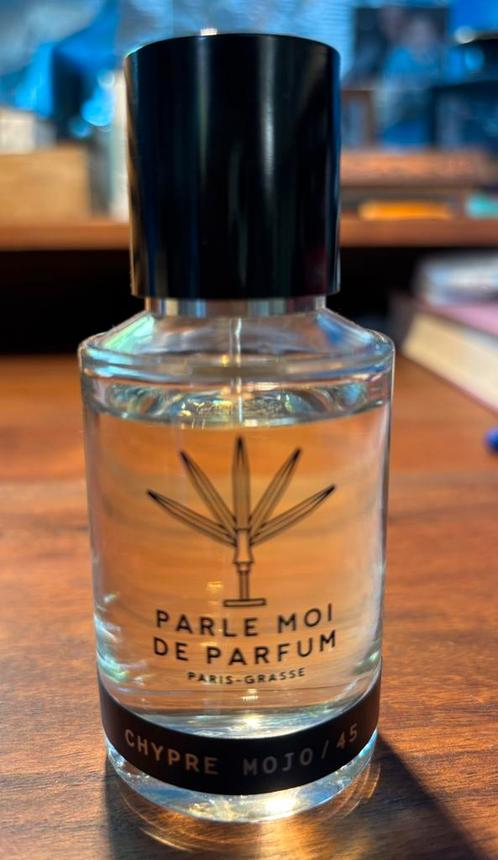 PARLE MOI
DE PARFUM
PARIS-GRASSE
CHYPRE MOJO/45